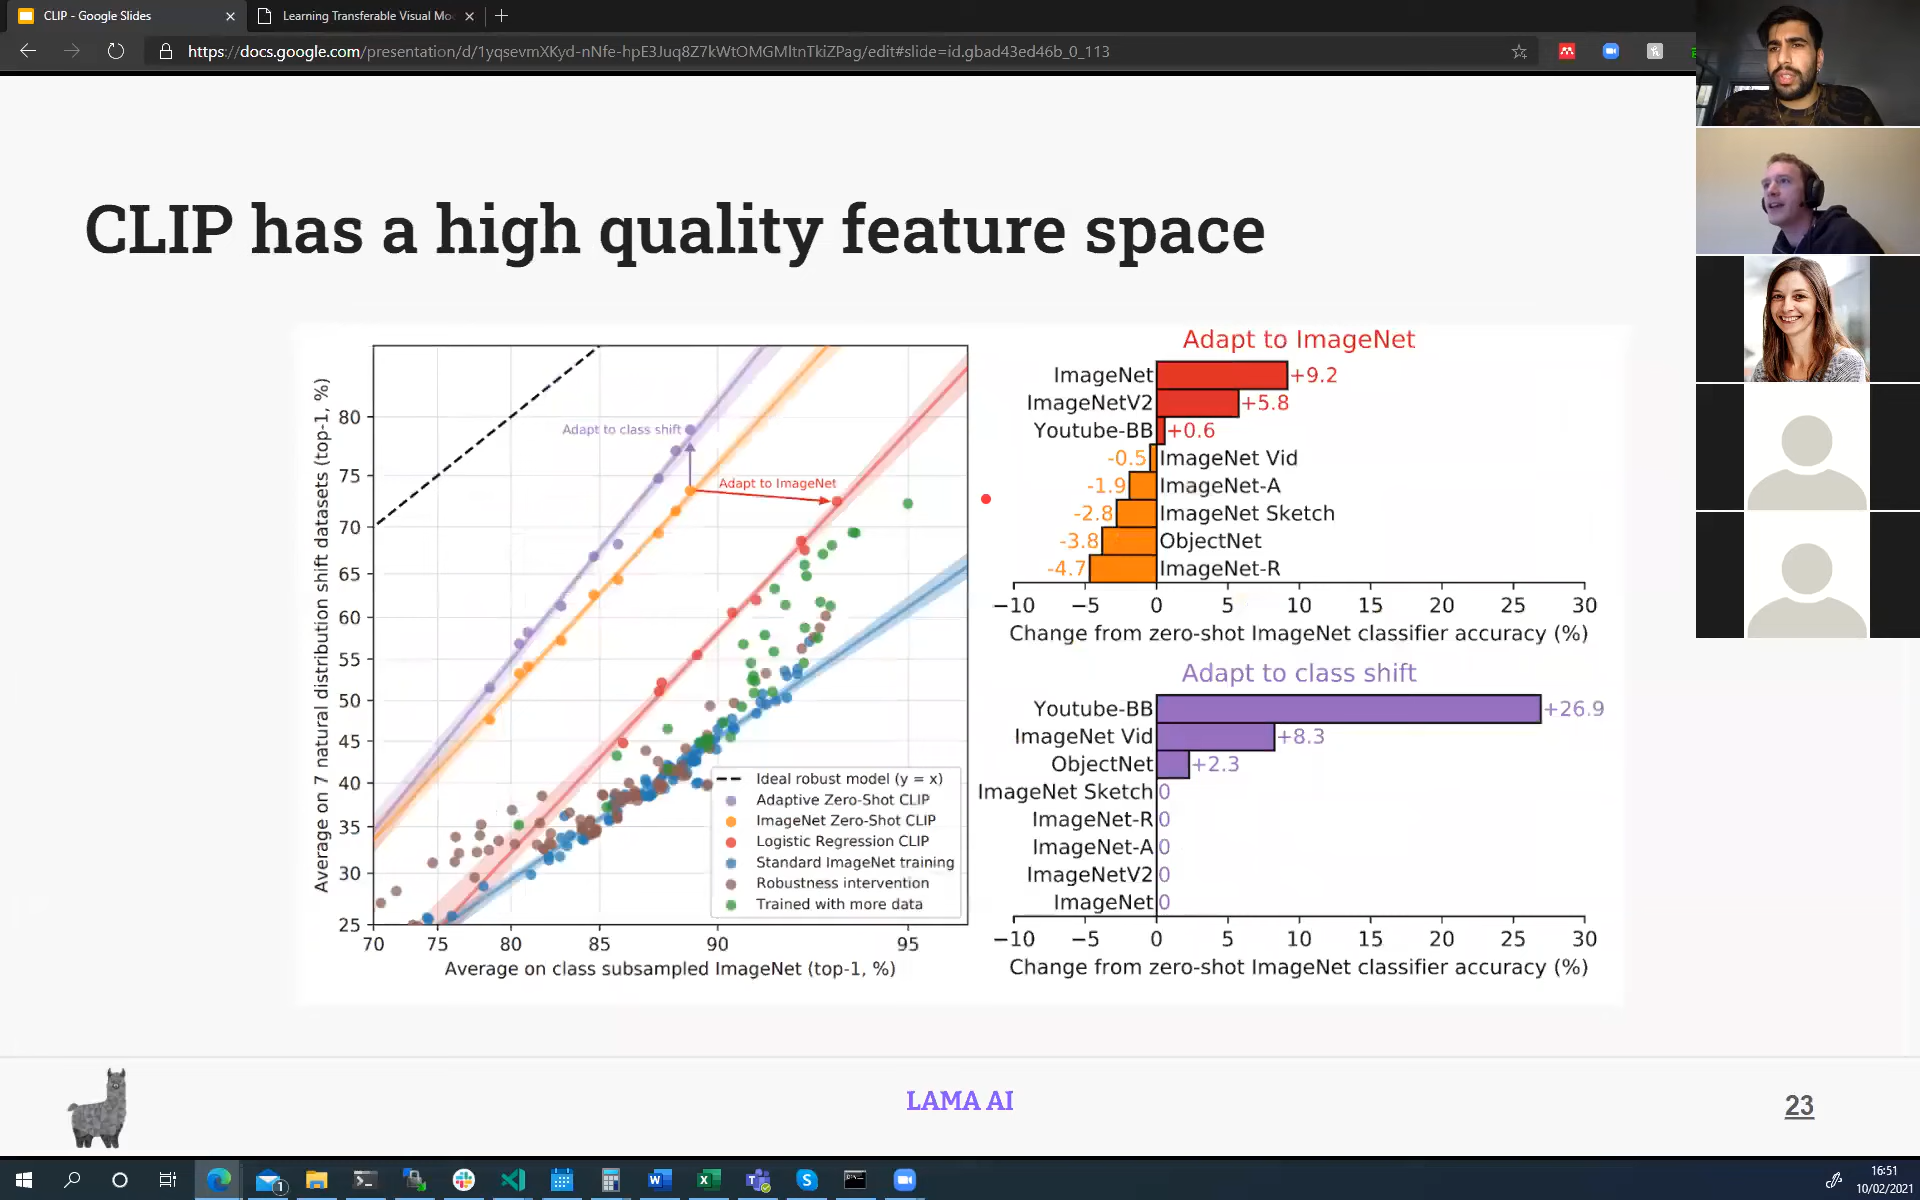 CLIP - Google Slides
Learning Transferable Visual Mo
https://docs.google.com/presentation/d/1yqsevmXKyd-nNfe-hpE3Juq8Z7kWtOMGMltnTkiZPag/edit#slide=id.gbad43ed46b_0_113
CLIP has a high quality feature space
Average on 7 natural distribution shift datasets (top-1, %)
80
75
70
65
60
55
50
45
40
35
30
25
Adapt to class shift
Adapt to ImageNet
Ideal robust model (y = x)
Adaptive Zero-Shot CLIP
ImageNet Zero-Shot CLIP
Logistic Regression CLIP
Standard ImageNet training
Robustness intervention
Trained with more data
70 75 80 85 90 95
Average on class subsampled ImageNet (top-1, %)
Adapt to ImageNet
ImageNet +9.2
ImageNetV2 +5.8
Youtube-BB +0.6
-0.5 ImageNet Vid
-1.9 ImageNet-A
-2.8 ImageNet Sketch
-3.8 ObjectNet
-4.7 ImageNet-R
−10 −5 0 5 10 15 20 25 30
Change from zero-shot ImageNet classifier accuracy (%)
Adapt to class shift
Youtube-BB +26.9
ImageNet Vid +8.3
ObjectNet +2.3
ImageNet Sketch 0
ImageNet-R 0
ImageNet-A 0
ImageNetV2 0
ImageNet 0
−10 −5 0 5 10 15 20 25 30
Change from zero-shot ImageNet classifier accuracy (%)
LAMA AI
23
1
16:51
10/02/2021